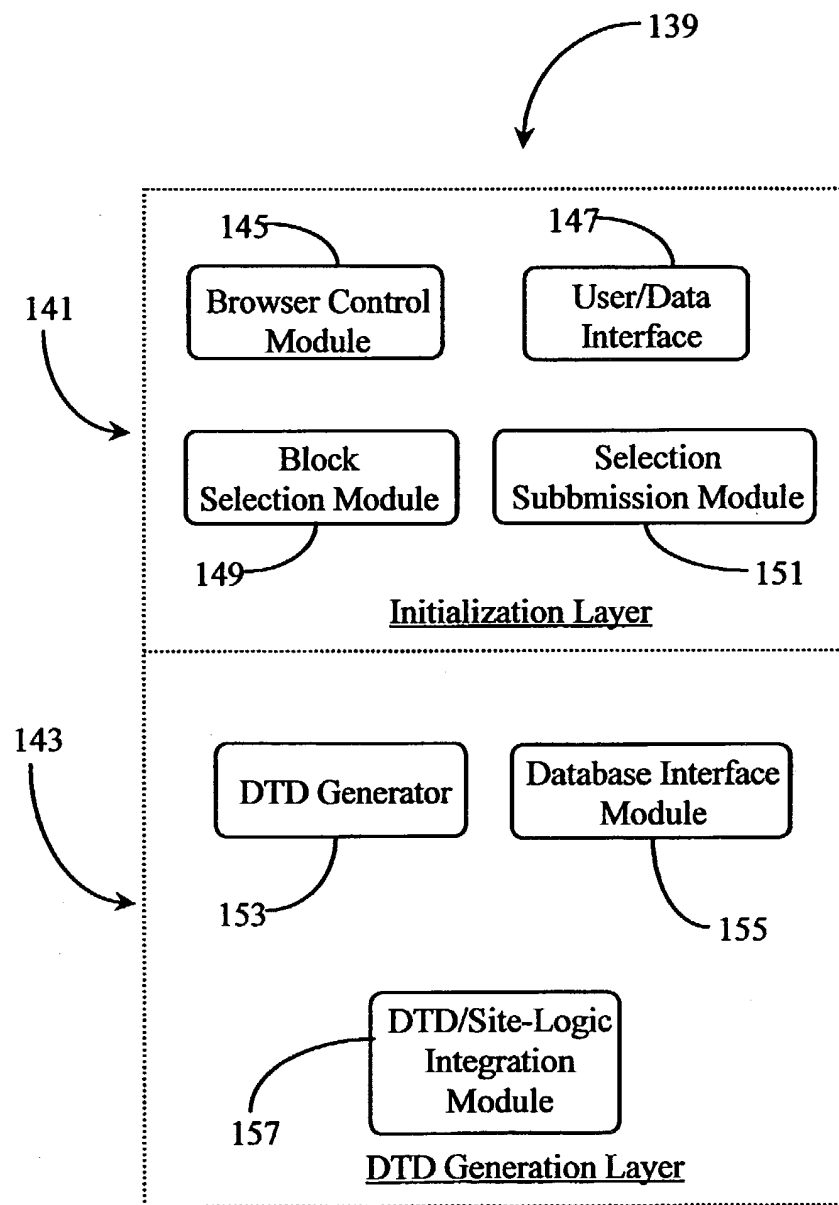 139
145
147
Browser Control
Module
User/Data
Interface
141
Block
Selection Module
Selection
Subbmission Module
149
151
Initialization Layer
143
DTD Generator
Database Interface
Module
153
155
DTD/Site-Logic
Integration
Module
157
DTD Generation Layer